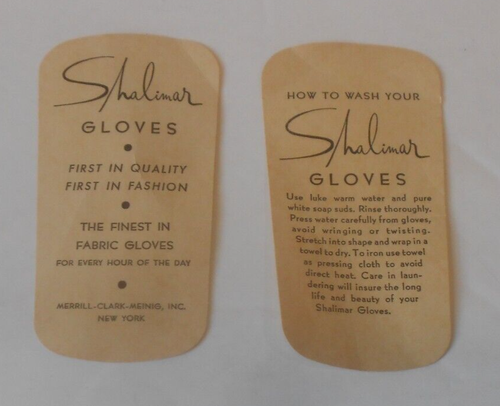 Shalimar
GLOVES
FIRST IN QUALITY
FIRST IN FASHION
THE FINEST IN
FABRIC GLOVES
FOR EVERY HOUR OF THE DAY
MERRILL-CLARK-MEINIG, INC.
NEW YORK
HOW TO WASH YOUR
Shalimar
GLOVES
Use luke warm water and pure
white soap suds. Rinse thoroughly.
Press water carefully from gloves,
avoid wringing or twisting.
Stretch into shape and wrap in a
towel to dry. To iron use towel
as pressing cloth to avoid
direct heat. Care in laun-
dering will insure the long
life and beauty of your
Shalimar Gloves.